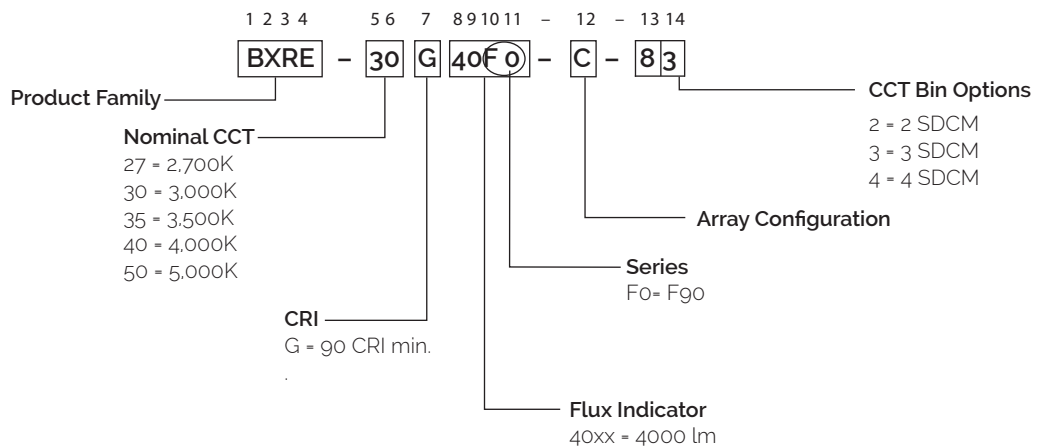 1 2 3 4 5 6 7 8 9 10 11 – 12 – 13 14
BXRE – 30 G 40F0 – C – 83
Product Family
Nominal CCT
27 = 2,700K
30 = 3,000K
35 = 3,500K
40 = 4,000K
50 = 5,000K
CRI
G = 90 CRI min.
.
Flux Indicator
40xx = 4000 lm
Series
F0= F90
Array Configuration
CCT Bin Options
2 = 2 SDCM
3 = 3 SDCM
4 = 4 SDCM